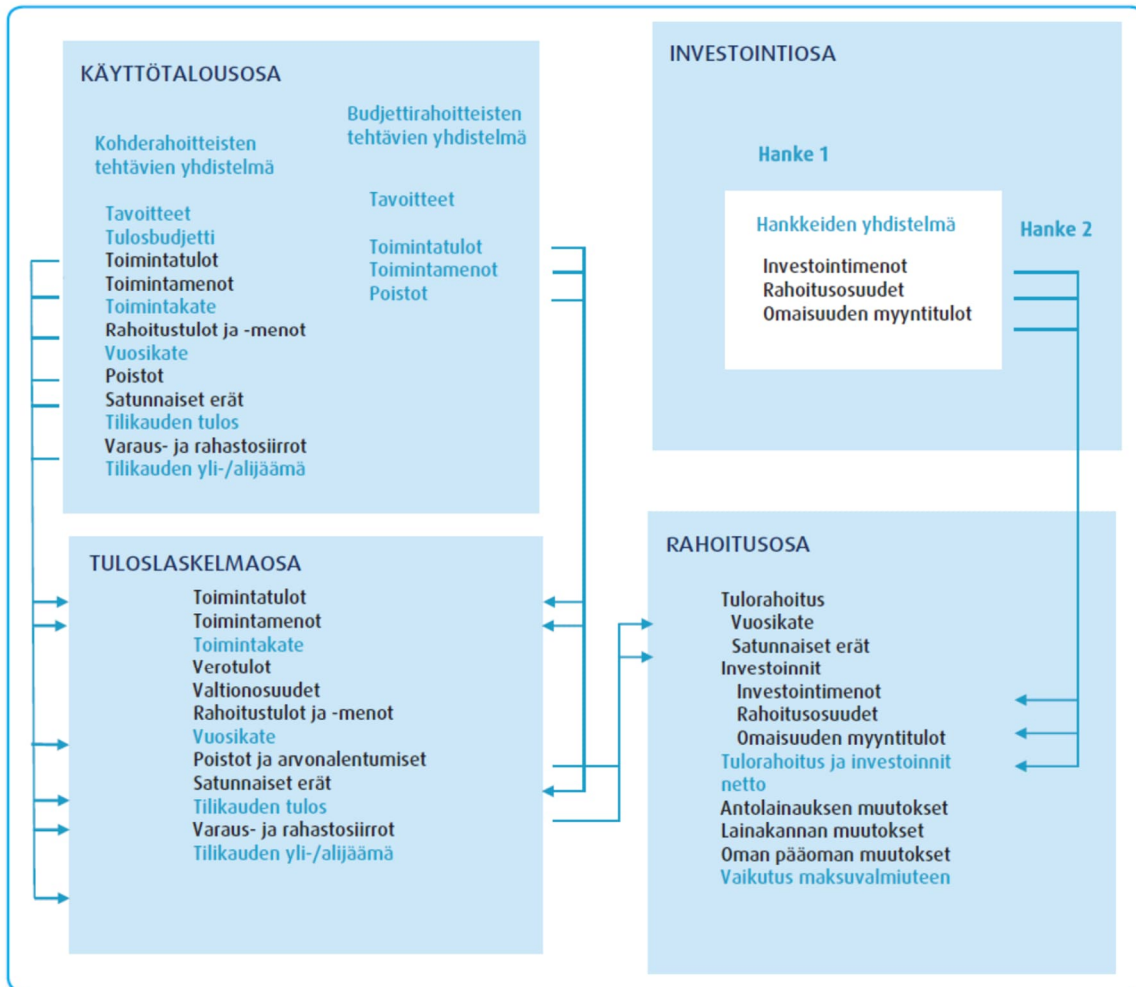 KÄYTTÖTALOUSOSA
Kohderahoitteisten
tehtävien yhdistelmä
Tavoitteet
Tulosbudjetti
Toimintatulot
Toimintamenot
Toimintakate
Rahoitustulot ja -menot
Vuosikate
Poistot
Satunnaiset erät
Tilikauden tulos
Varaus- ja rahastosiirrot
Tilikauden yli-/alijäämä
Budjettirahoitteisten
tehtävien yhdistelmä
Tavoitteet
Toimintatulot
Toimintamenot
Poistot
INVESTOINTIOSA
Hanke 1
Hankkeiden yhdistelmä
Investointimenot
Rahoitusosuudet
Omaisuuden myyntitulot
Hanke 2
TULOSLASKELMAOSA
Toimintatulot
Toimintamenot
Toimintakate
Verotulot
Valtionosuudet
Rahoitustulot ja -menot
Vuosikate
Poistot ja arvonalentumiset
Satunnaiset erät
Tilikauden tulos
Varaus- ja rahastosiirrot
Tilikauden yli-/alijäämä
RAHOITUSOSA
Tulorahoitus
Vuosikate
Satunnaiset erät
Investoinnit
Investointimenot
Rahoitusosuudet
Omaisuuden myyntitulot
Tulorahoitus ja investoinnit
netto
Antolainauksen muutokset
Lainakannan muutokset
Oman pääoman muutokset
Vaikutus maksuvalmiuteen